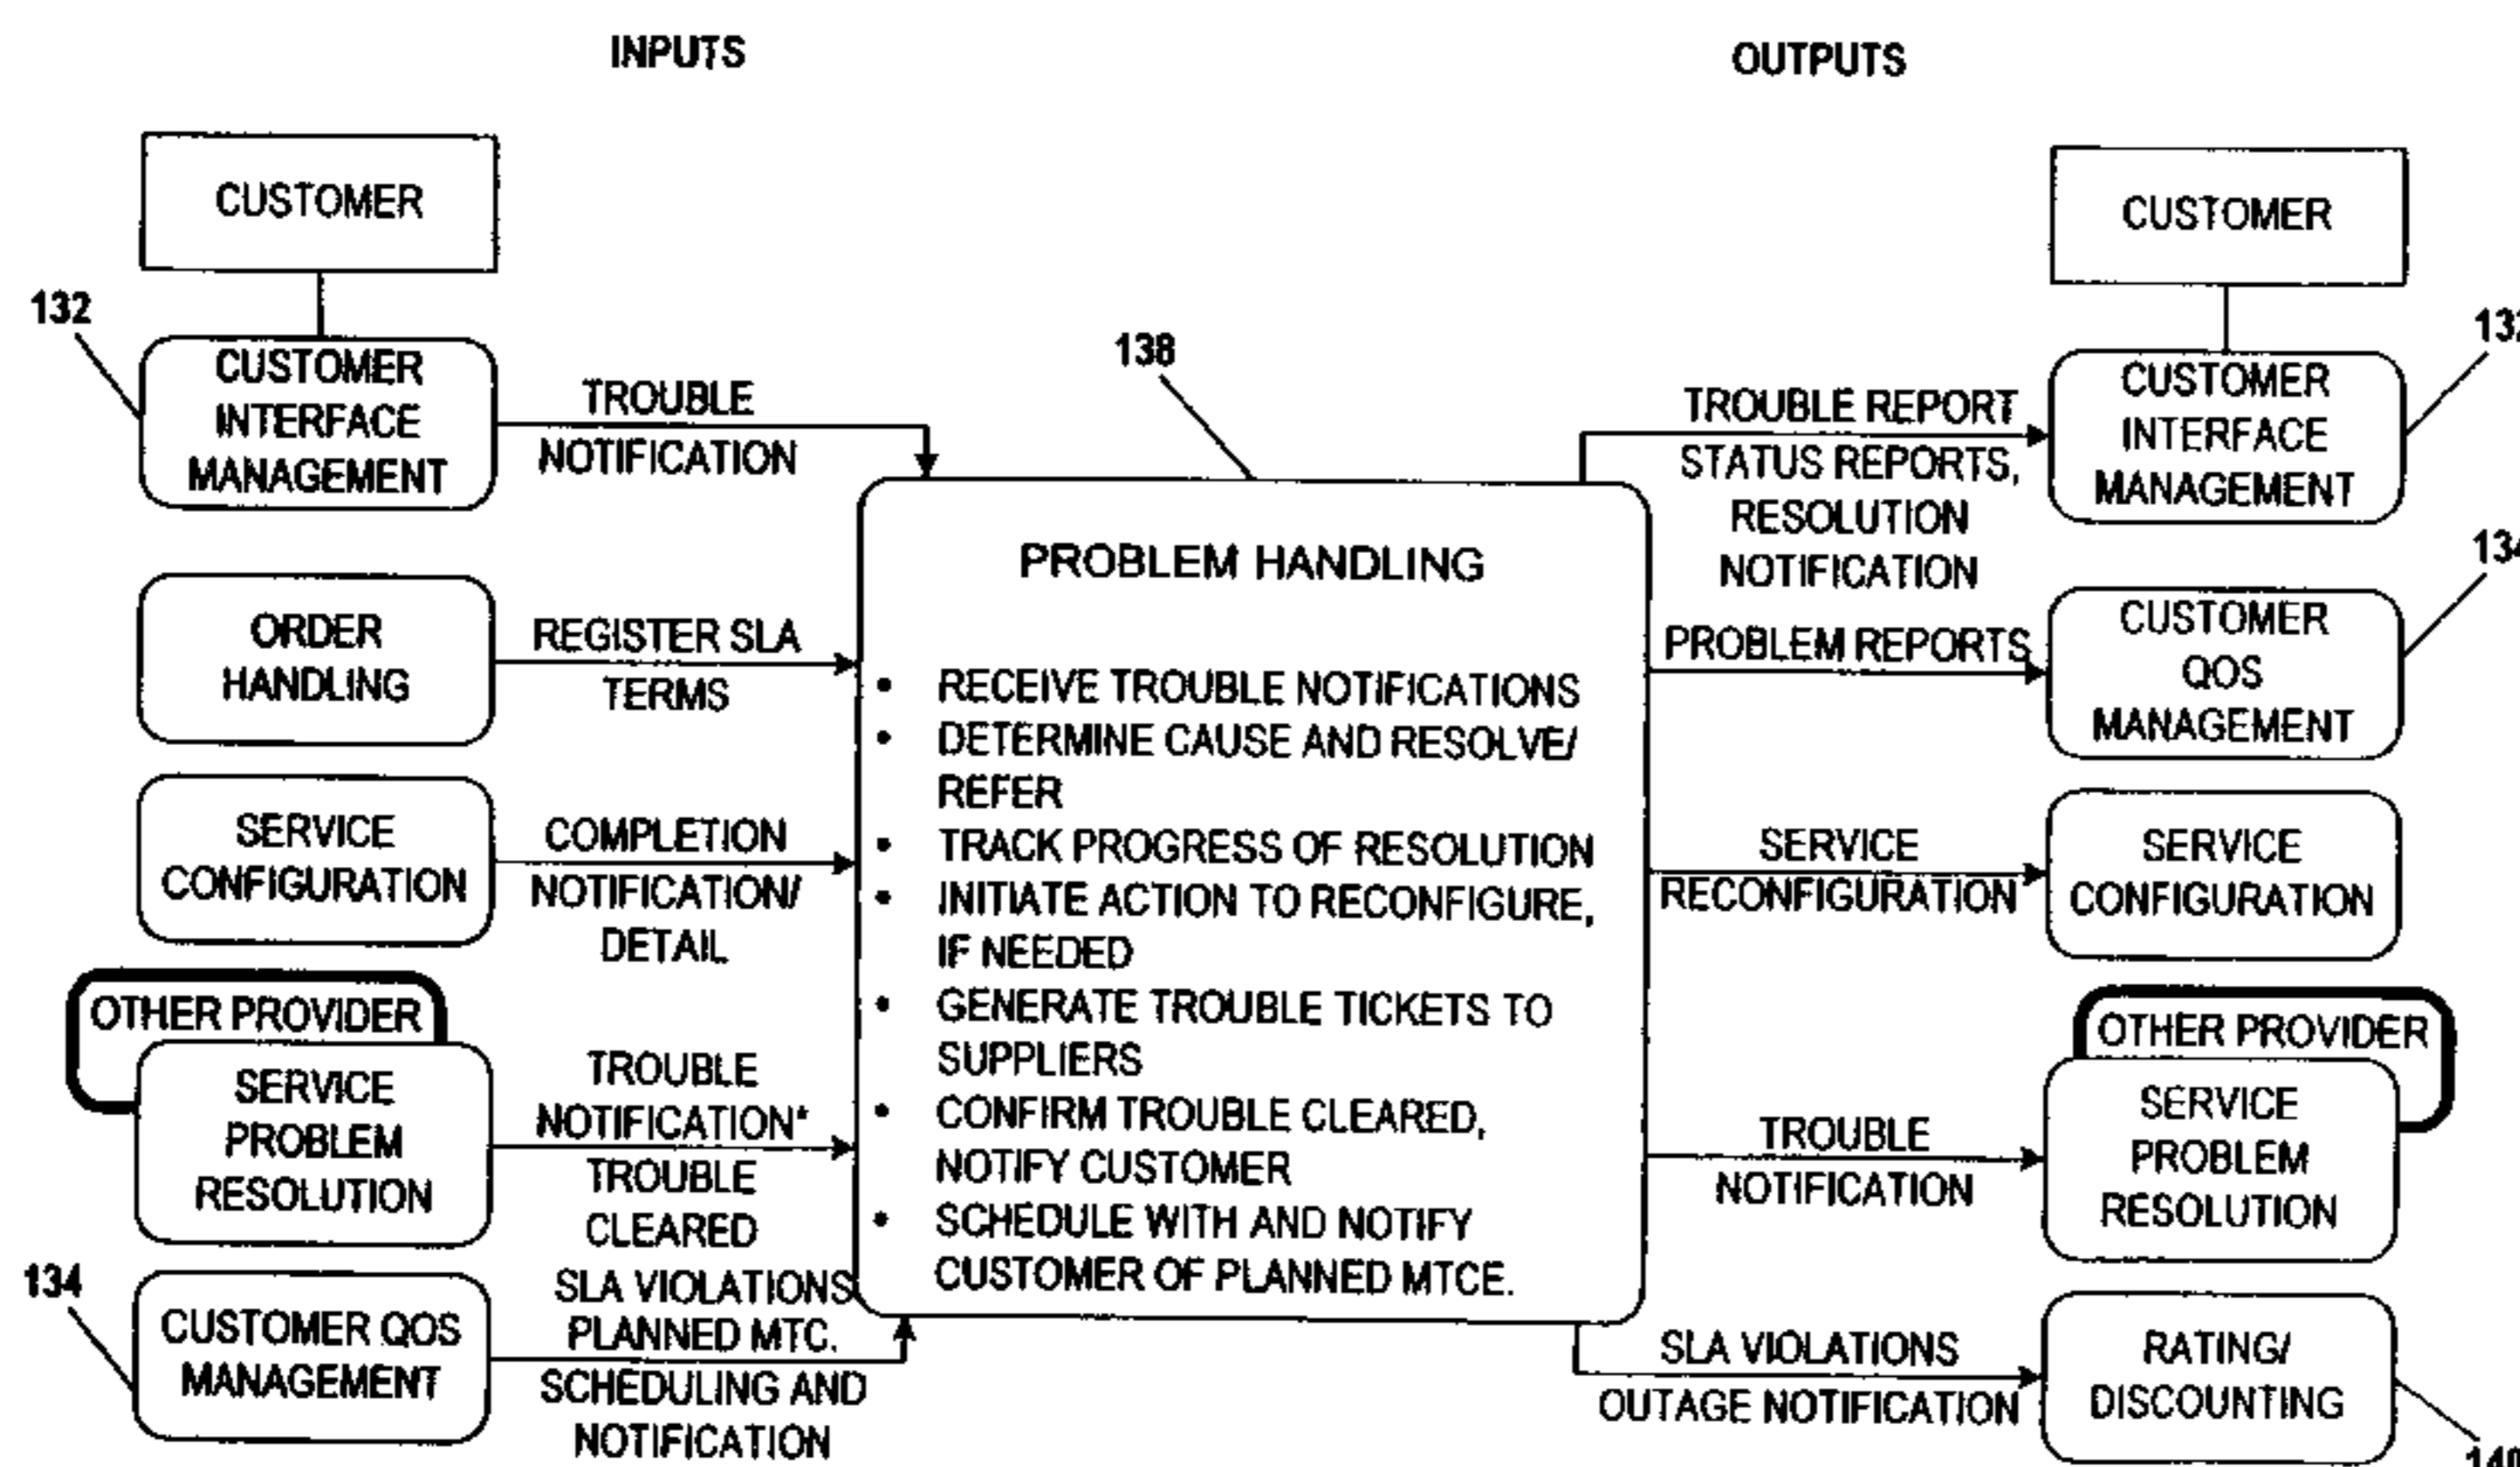 INPUTS
OUTPUTS
CUSTOMER
132
CUSTOMER
INTERFACE
MANAGEMENT
TROUBLE
NOTIFICATION
ORDER
HANDLING
REGISTER SLA
TERMS
SERVICE
CONFIGURATION
COMPLETION
NOTIFICATION/
DETAIL
OTHER PROVIDER
SERVICE
PROBLEM
RESOLUTION
TROUBLE
NOTIFICATION*
TROUBLE
CLEARED
134
CUSTOMER QOS
MANAGEMENT
SLA VIOLATIONS
PLANNED MTC.
SCHEDULING AND
NOTIFICATION
138
PROBLEM HANDLING
• RECEIVE TROUBLE NOTIFICATIONS
• DETERMINE CAUSE AND RESOLVE/
REFER
• TRACK PROGRESS OF RESOLUTION
• INITIATE ACTION TO RECONFIGURE,
IF NEEDED
• GENERATE TROUBLE TICKETS TO
SUPPLIERS
• CONFIRM TROUBLE CLEARED,
NOTIFY CUSTOMER
• SCHEDULE WITH AND NOTIFY
CUSTOMER OF PLANNED MTCE.
CUSTOMER
TROUBLE REPORT
STATUS REPORTS,
RESOLUTION
NOTIFICATION
CUSTOMER
INTERFACE
MANAGEMENT
PROBLEM REPORTS
CUSTOMER
QOS
MANAGEMENT
SERVICE
RECONFIGURATION
SERVICE
CONFIGURATION
OTHER PROVIDER
TROUBLE
NOTIFICATION
SERVICE
PROBLEM
RESOLUTION
SLA VIOLATIONS
OUTAGE NOTIFICATION
RATING/
DISCOUNTING